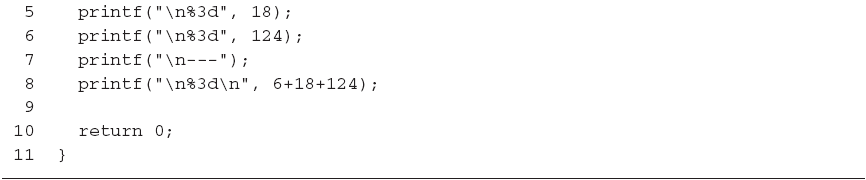 5    printf("\n%3d", 18);
6    printf("\n%3d", 124);
7    printf("\n---");
8    printf("\n%3d\n", 6+18+124);
9
10    return 0;
11  }